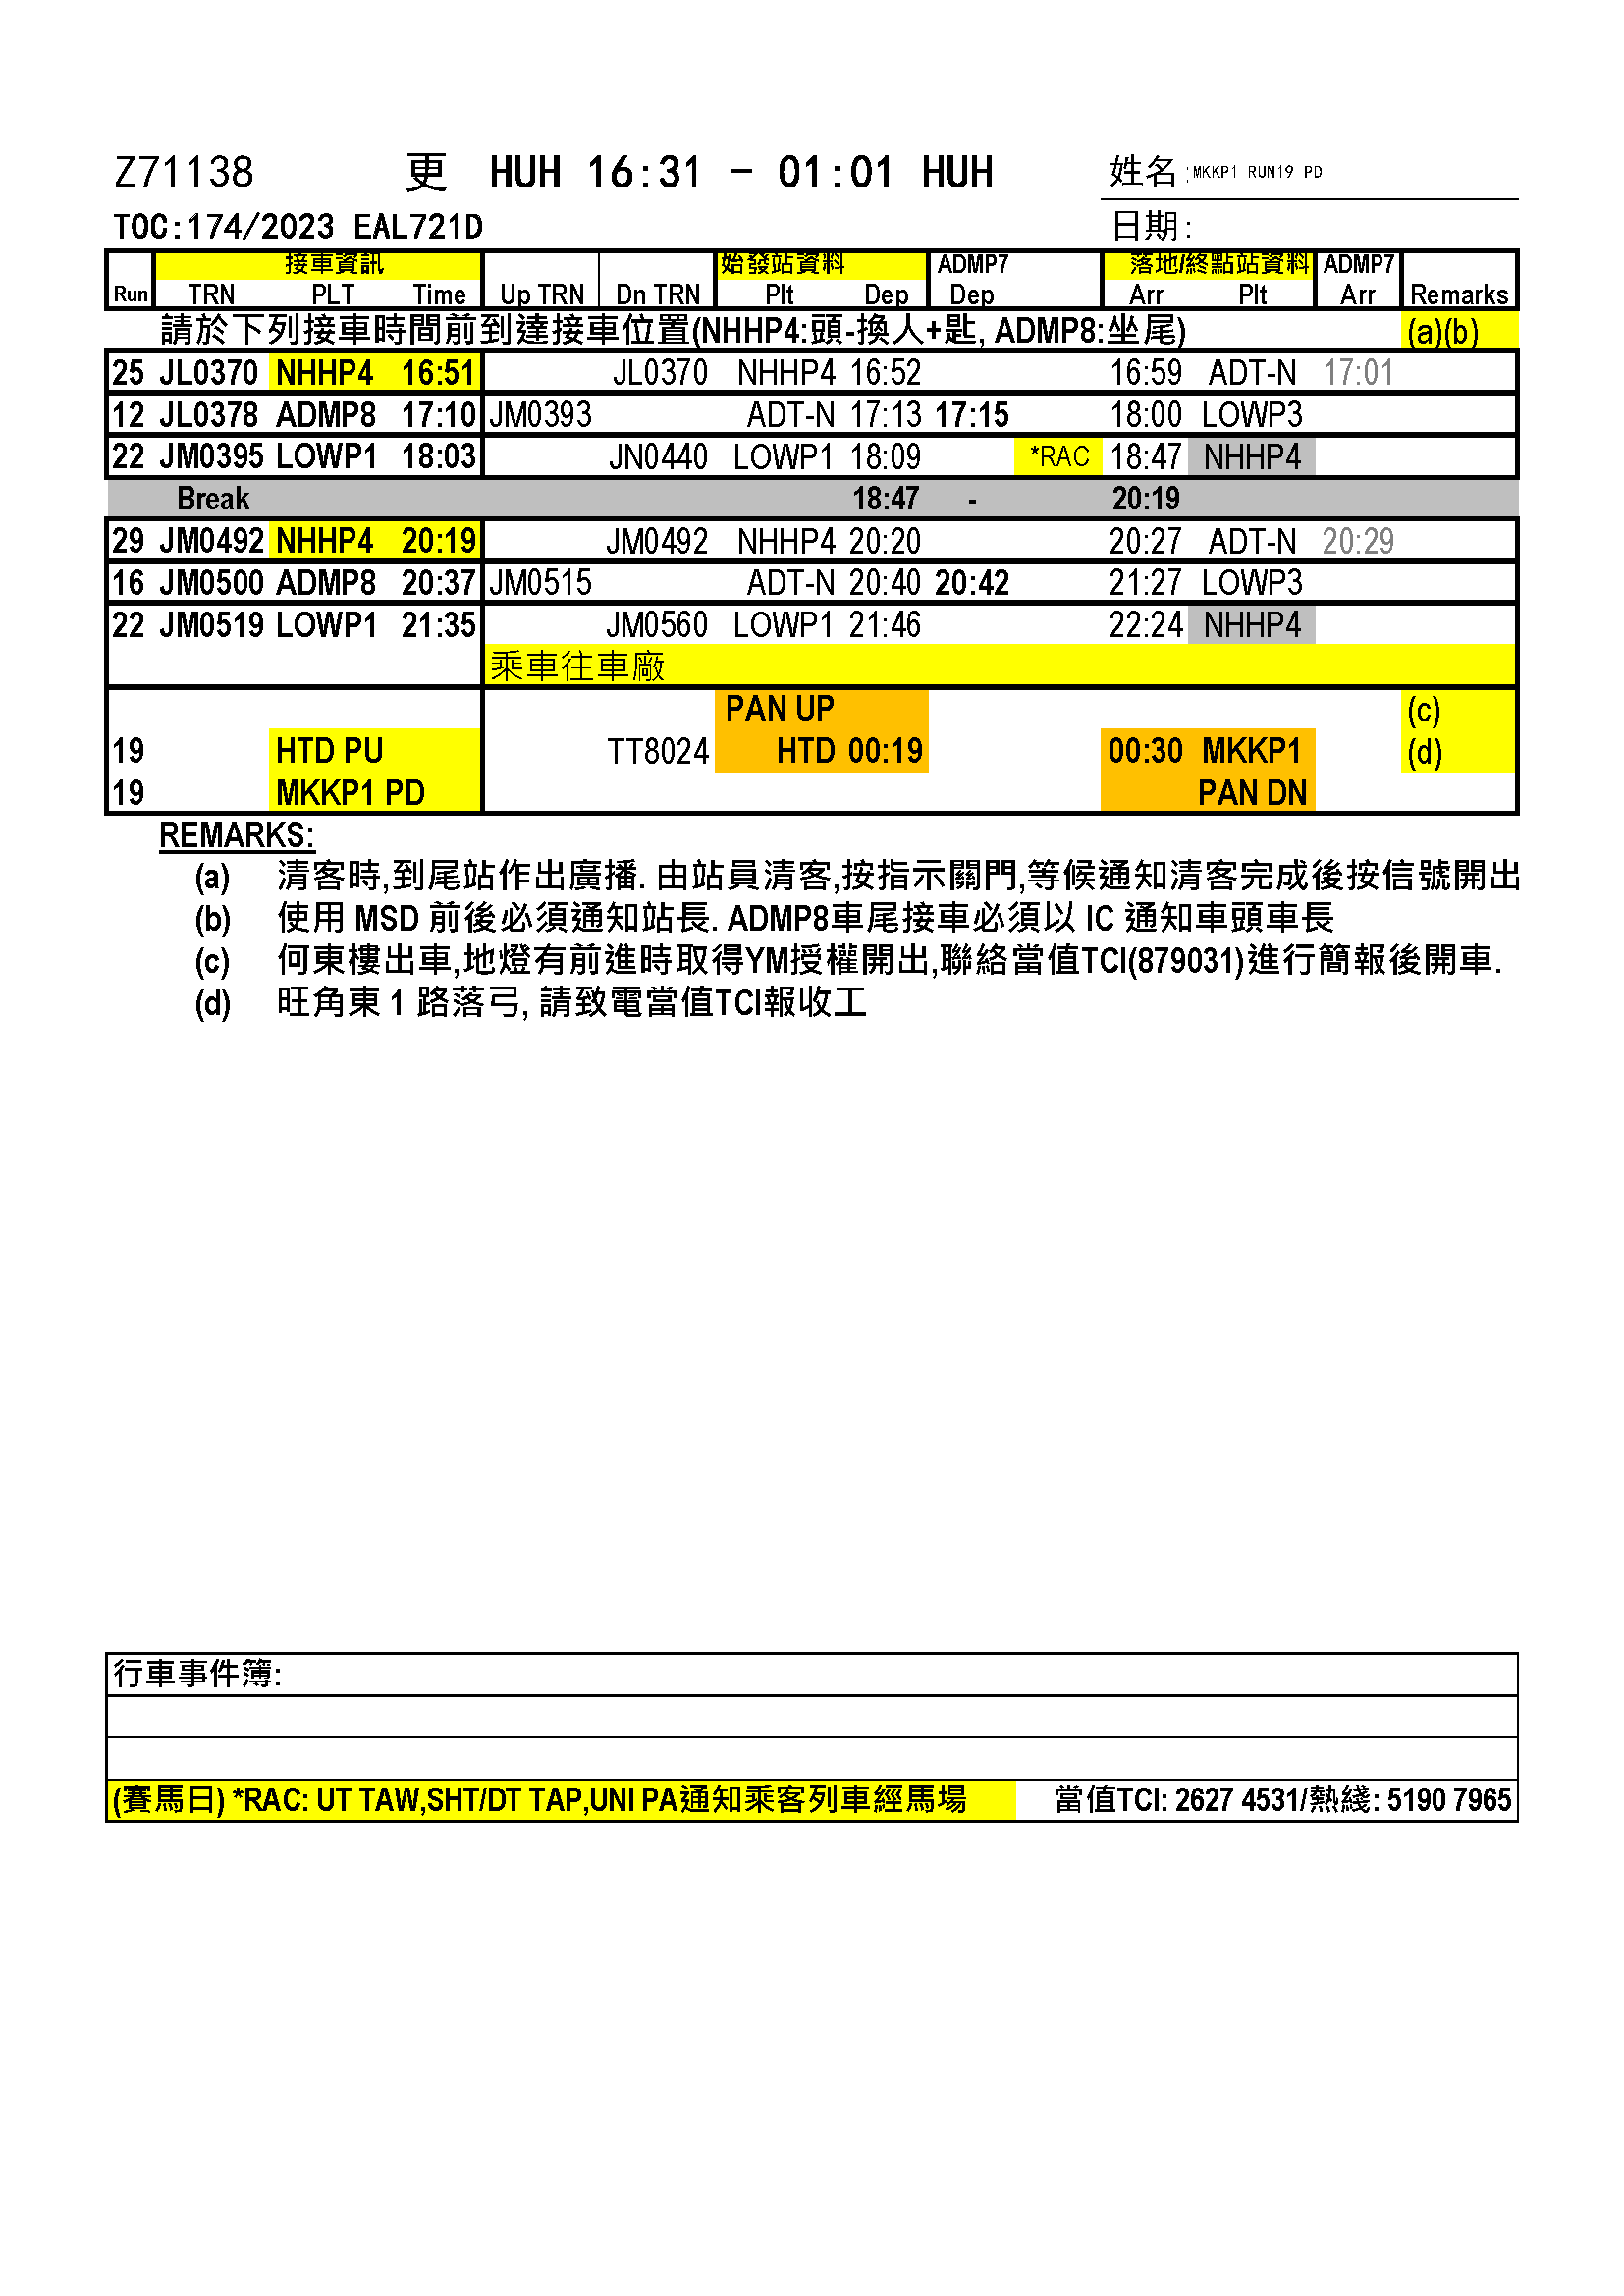 Z71138 更 HUH 16:31 - 01:01 HUH 姓名:MKKP1 RUN19 PD
TOC:174/2023 EAL721D 日期:
接車資訊 始發站資料 ADMP7 落地/終點站資料 ADMP7
Run TRN PLT Time Up TRN Dn TRN Plt Dep Dep Arr Plt Arr Remarks
請於下列接車時間前到達接車位置(NHHP4:頭-換人+匙, ADMP8:坐尾) (a)(b)
25 JL0370 NHHP4 16:51 JL0370 NHHP4 16:52 16:59 ADT-N 17:01
12 JL0378 ADMP8 17:10 JM0393 ADT-N 17:13 17:15 18:00 LOWP3
22 JM0395 LOWP1 18:03 JN0440 LOWP1 18:09 *RAC 18:47 NHHP4
Break 18:47 - 20:19
29 JM0492 NHHP4 20:19 JM0492 NHHP4 20:20 20:27 ADT-N 20:29
16 JM0500 ADMP8 20:37 JM0515 ADT-N 20:40 20:42 21:27 LOWP3
22 JM0519 LOWP1 21:35 JM0560 LOWP1 21:46 22:24 NHHP4
乘車往車廠
PAN UP (c)
19 HTD PU TT8024 HTD 00:19 00:30 MKKP1 (d)
19 MKKP1 PD PAN DN
REMARKS:
(a) 清客時,到尾站作出廣播. 由站員清客,按指示關門,等候通知清客完成後按信號開出
(b) 使用 MSD 前後必須通知站長. ADMP8車尾接車必須以 IC 通知車頭車長
(c) 何東樓出車,地燈有前進時取得YM授權開出,聯絡當值TCI(879031)進行簡報後開車.
(d) 旺角東 1 路落弓, 請致電當值TCI報收工
行車事件簿:
(賽馬日) *RAC: UT TAW,SHT/DT TAP,UNI PA通知乘客列車經馬場 當值TCI: 2627 4531/熱綫: 5190 7965